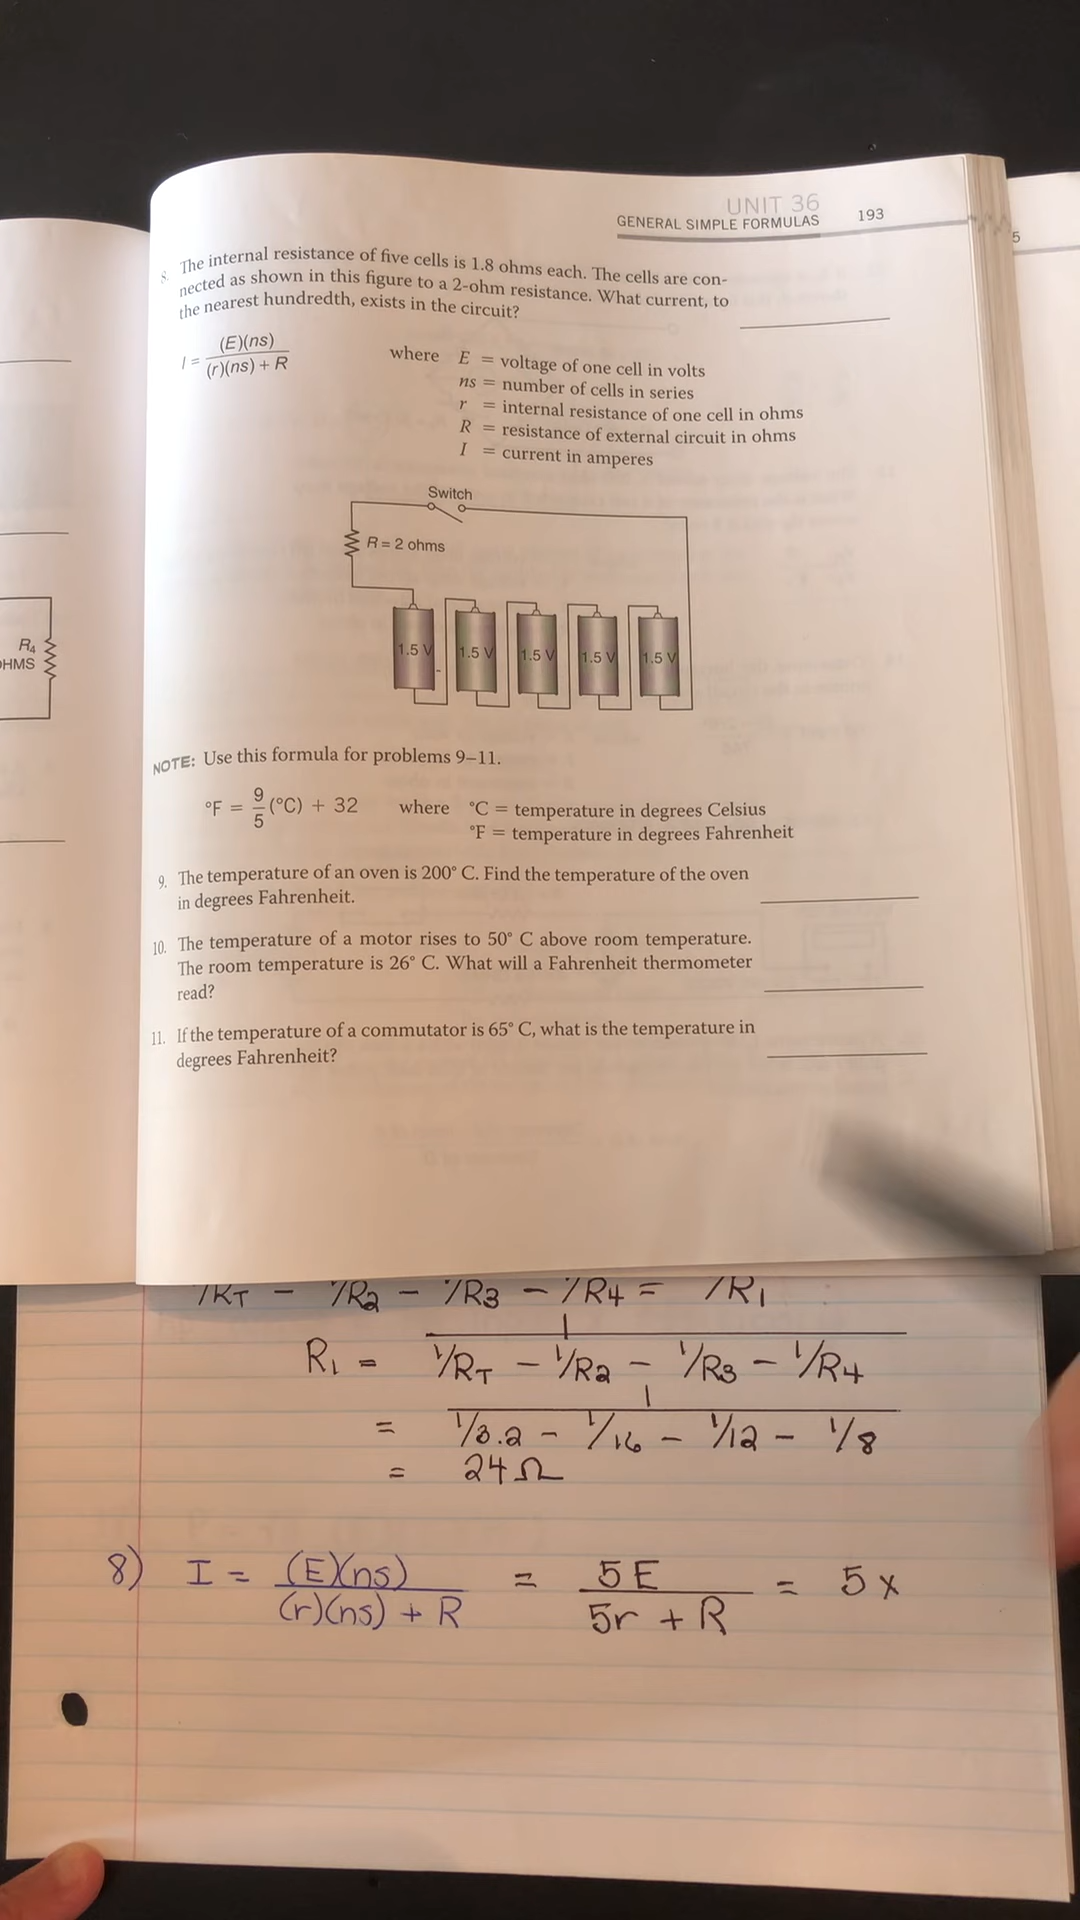 UNIT 36
GENERAL SIMPLE FORMULAS 193
5
8. The internal resistance of five cells is 1.8 ohms each. The cells are con-
nected as shown in this figure to a 2-ohm resistance. What current, to
the nearest hundredth, exists in the circuit?
I = (E)(ns) / (r)(ns) + R
where E = voltage of one cell in volts
ns = number of cells in series
r = internal resistance of one cell in ohms
R = resistance of external circuit in ohms
I = current in amperes
Switch
R = 2 ohms
1.5 V 1.5 V 1.5 V 1.5 V 1.5 V
R4
OHMS
NOTE: Use this formula for problems 9–11.
°F = 9/5 (°C) + 32 where °C = temperature in degrees Celsius
°F = temperature in degrees Fahrenheit
9. The temperature of an oven is 200° C. Find the temperature of the oven
in degrees Fahrenheit.
10. The temperature of a motor rises to 50° C above room temperature.
The room temperature is 26° C. What will a Fahrenheit thermometer
read?
11. If the temperature of a commutator is 65° C, what is the temperature in
degrees Fahrenheit?
1/RT - 1/R2 - 1/R3 - 1/R4 = 1/R1
R1 = 1 / 1/RT - 1/R2 - 1/R3 - 1/R4
= 1 / 1/3.2 - 1/16 - 1/12 - 1/8
= 24 Ω
8) I = (E)(ns) / (r)(ns) + R = 5E / 5r + R = 5 x